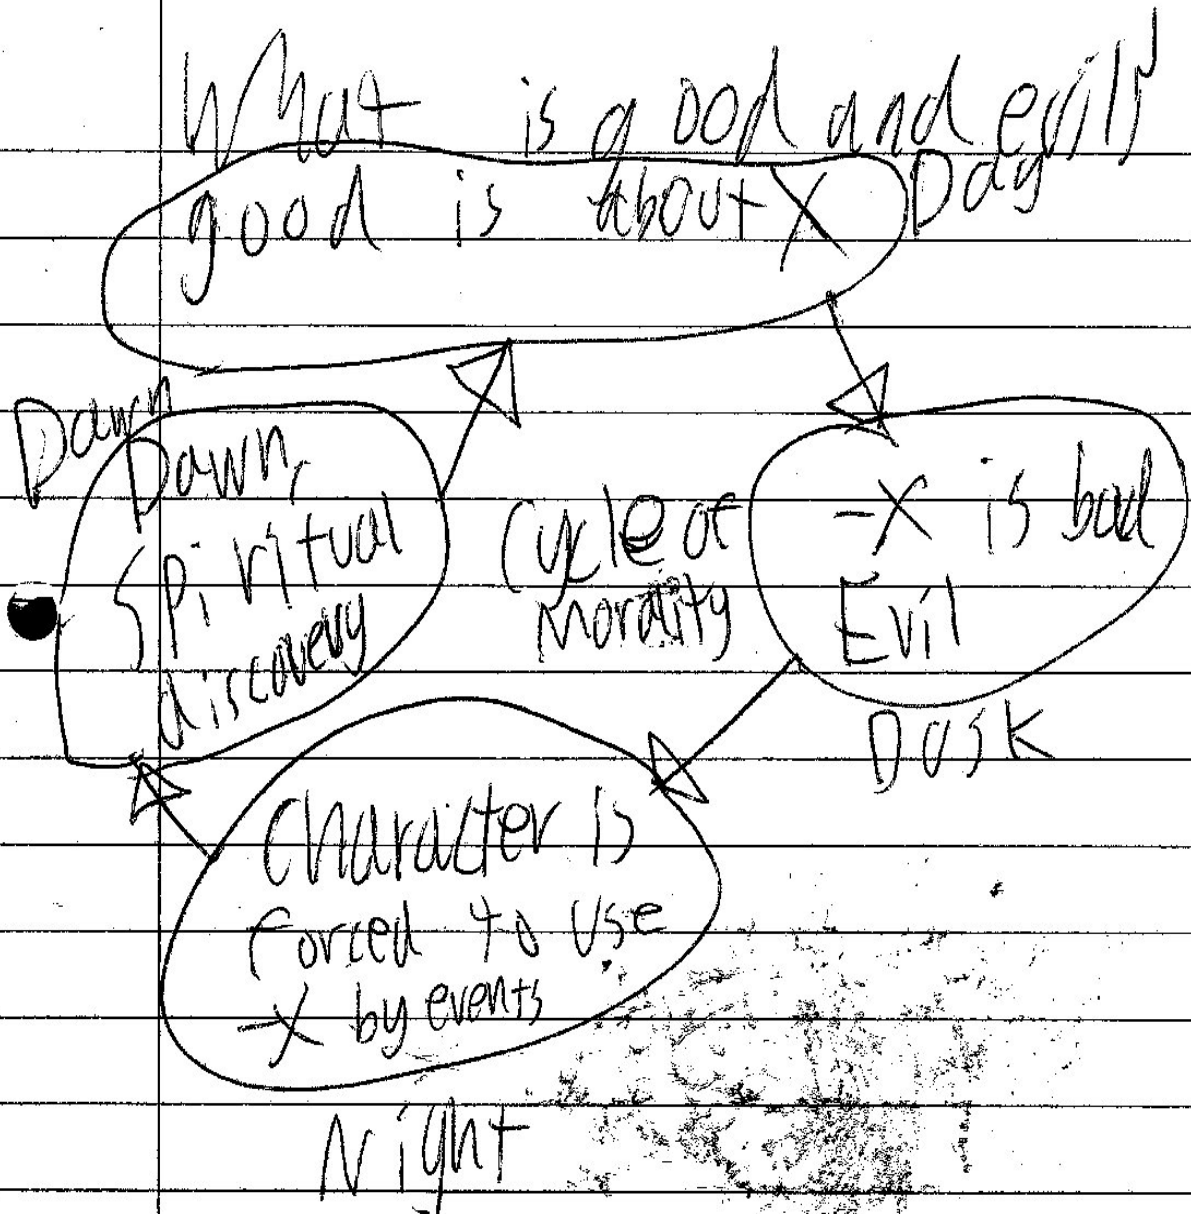 What is good and evil?
good is about X
Day
Dawn
Dawn,
Spiritual
discovery
Cycle of
Morality
-X is bad
Evil
Dusk
Character is
forced to use
-X by events
Night